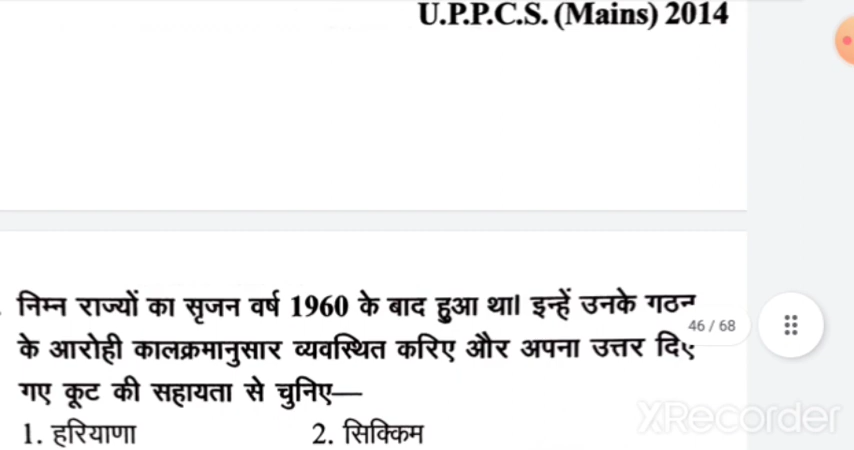 U.P.P.C.S. (Mains) 2014
निम्न राज्यों का सृजन वर्ष 1960 के बाद हुआ था। इन्हें उनके गठन
46 / 68
के आरोही कालक्रमानुसार व्यवस्थित करिए और अपना उत्तर दिए
गए कूट की सहायता से चुनिए—
XRecorder
1. हरियाणा 2. सिक्किम